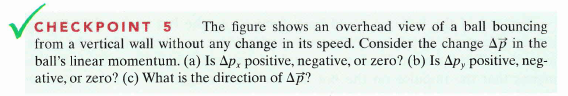 CHECKPOINT 5 The figure shows an overhead view of a ball bouncing
from a vertical wall without any change in its speed. Consider the change Δp⃗ in the
ball's linear momentum. (a) Is Δpₓ positive, negative, or zero? (b) Is Δp_y positive, neg-
ative, or zero? (c) What is the direction of Δp⃗?